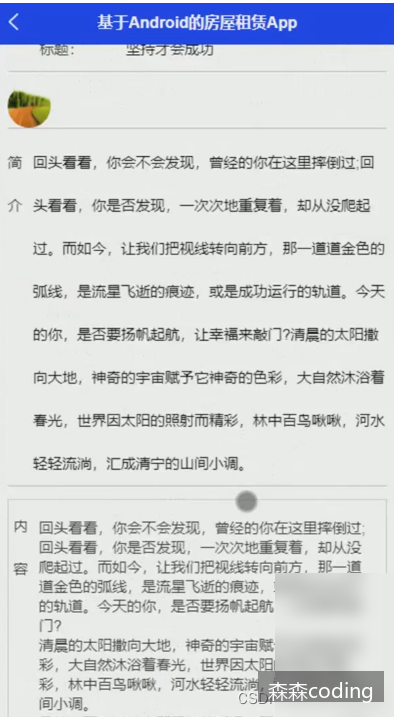 基于Android的房屋租赁App
标题： 坚持才会成功
简 回头看看，你会不会发现，曾经的你在这里摔倒过;回
介 头看看，你是否发现，一次次地重复着，却从没爬起
过。而如今，让我们把视线转向前方，那一道道金色的
弧线，是流星飞逝的痕迹，或是成功运行的轨道。今天
的你，是否要扬帆起航，让幸福来敲门?清晨的太阳撒
向大地，神奇的宇宙赋予它神奇的色彩，大自然沐浴着
春光，世界因太阳的照射而精彩，林中百鸟啾啾，河水
轻轻流淌，汇成清宁的山间小调。
内 回头看看，你会不会发现，曾经的你在这里摔倒过;
回头看看，你是否发现，一次次地重复着，却从没
容 爬起过。而如今，让我们把视线转向前方，那一道
道金色的弧线，是流星飞逝的痕迹，
的轨道。今天的你，是否要扬帆起航
门?
清晨的太阳撒向大地，神奇的宇宙赋
彩，大自然沐浴着春光，世界因太阳
彩，林中百鸟啾啾，河水轻轻流淌，
间小调。
CSD
森森coding